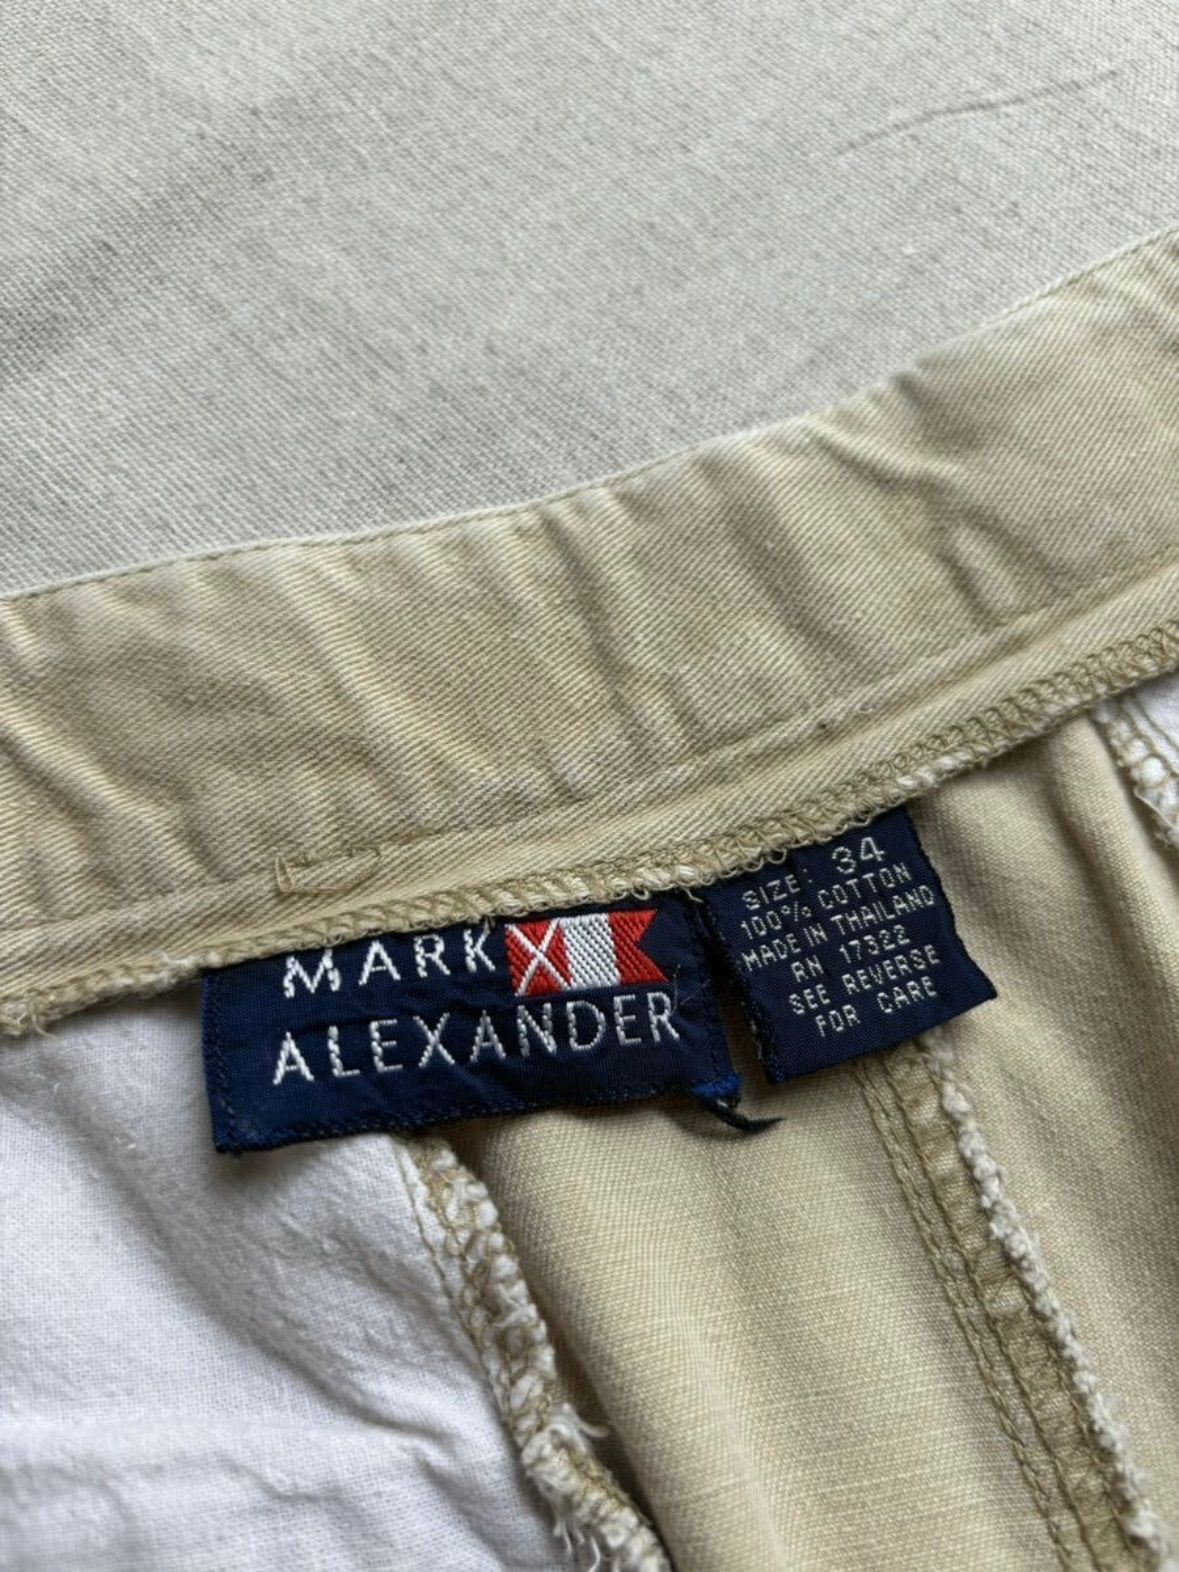 MARK
ALEXANDER
SIZE: 34
100% COTTON
MADE IN THAILAND
RN 17322
SEE REVERSE
FOR CARE